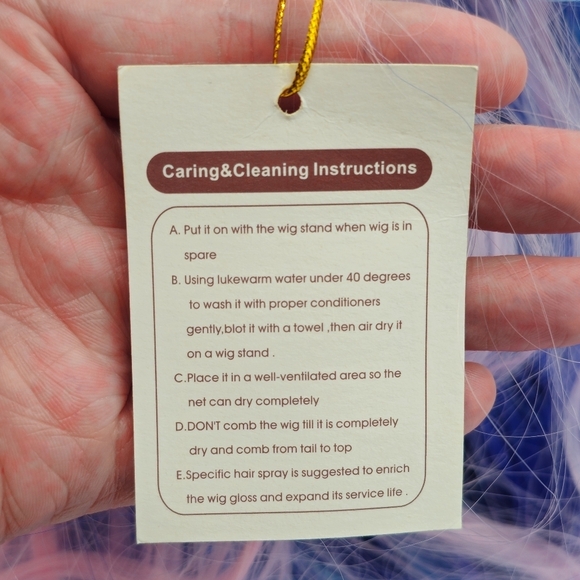 Caring&Cleaning Instructions
A. Put it on with the wig stand when wig is in
spare
B. Using lukewarm water under 40 degrees
to wash it with proper conditioners
gently,blot it with a towel ,then air dry it
on a wig stand .
C.Place it in a well-ventilated area so the
net can dry completely
D.DON'T comb the wig till it is completely
dry and comb from tail to top
E.Specific hair spray is suggested to enrich
the wig gloss and expand its service life .